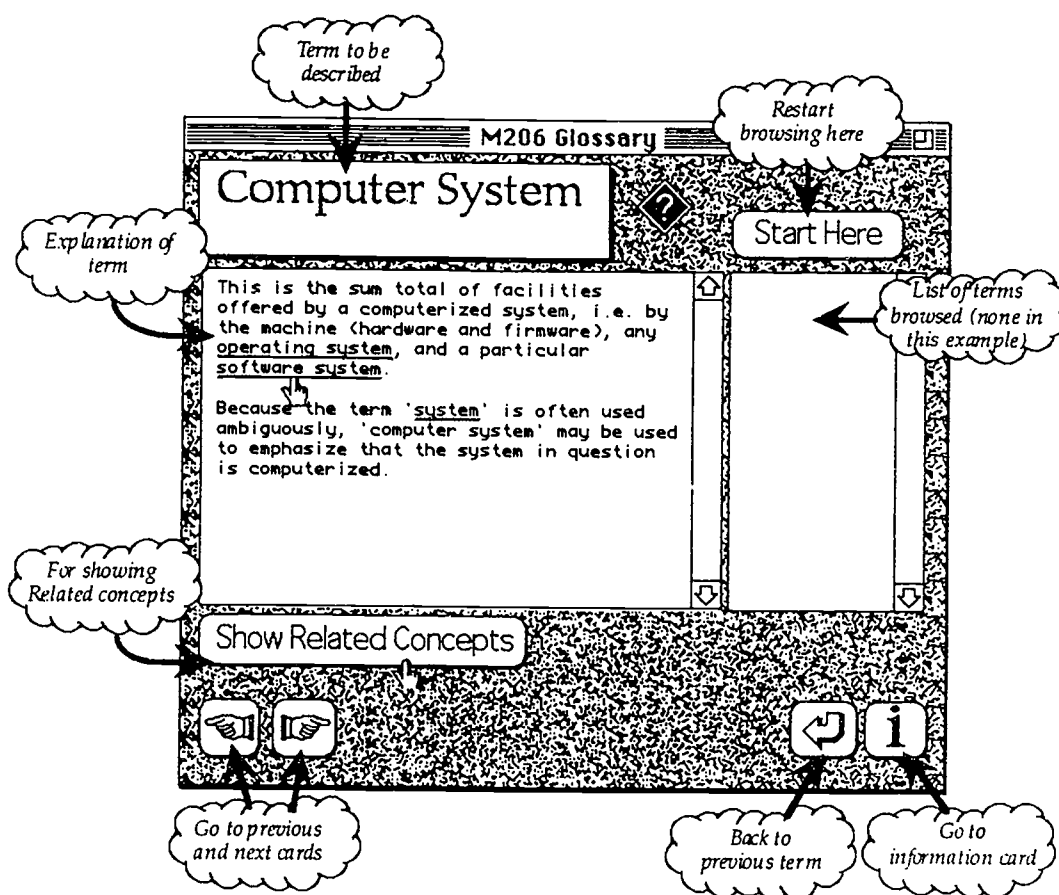 Term to be
described
Restart
browsing here
M206 Glossary
Computer System
?
Start Here
Explanation of
term
This is the sum total of facilities
offered by a computerized system, i.e. by
the machine (hardware and firmware), any
operating system, and a particular
software system.
Because the term 'system' is often used
ambiguously, 'computer system' may be used
to emphasize that the system in question
is computerized.
List of terms
browsed (none in
this example)
For showing
Related concepts
Show Related Concepts
i
Go to previous
and next cards
Back to
previous term
Go to
information card